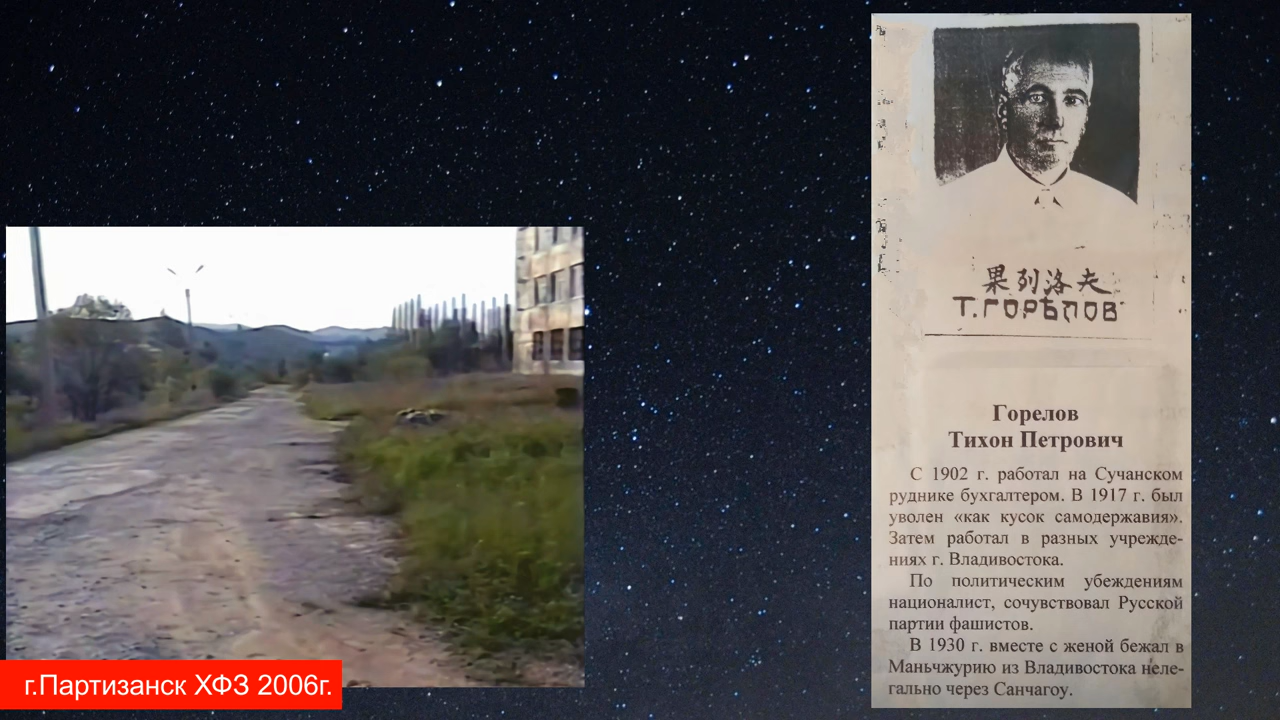 果列洛夫
Т.ГОРѢЛОВ
Горелов
Тихон Петрович
С 1902 г. работал на Сучанском
руднике бухгалтером. В 1917 г. был
уволен «как кусок самодержавия».
Затем работал в разных учрежде-
ниях г. Владивостока.
По политическим убеждениям
националист, сочувствовал Русской
партии фашистов.
В 1930 г. вместе с женой бежал в
Маньчжурию из Владивостока неле-
гально через Санчагоу.
г.Партизанск ХФЗ 2006г.